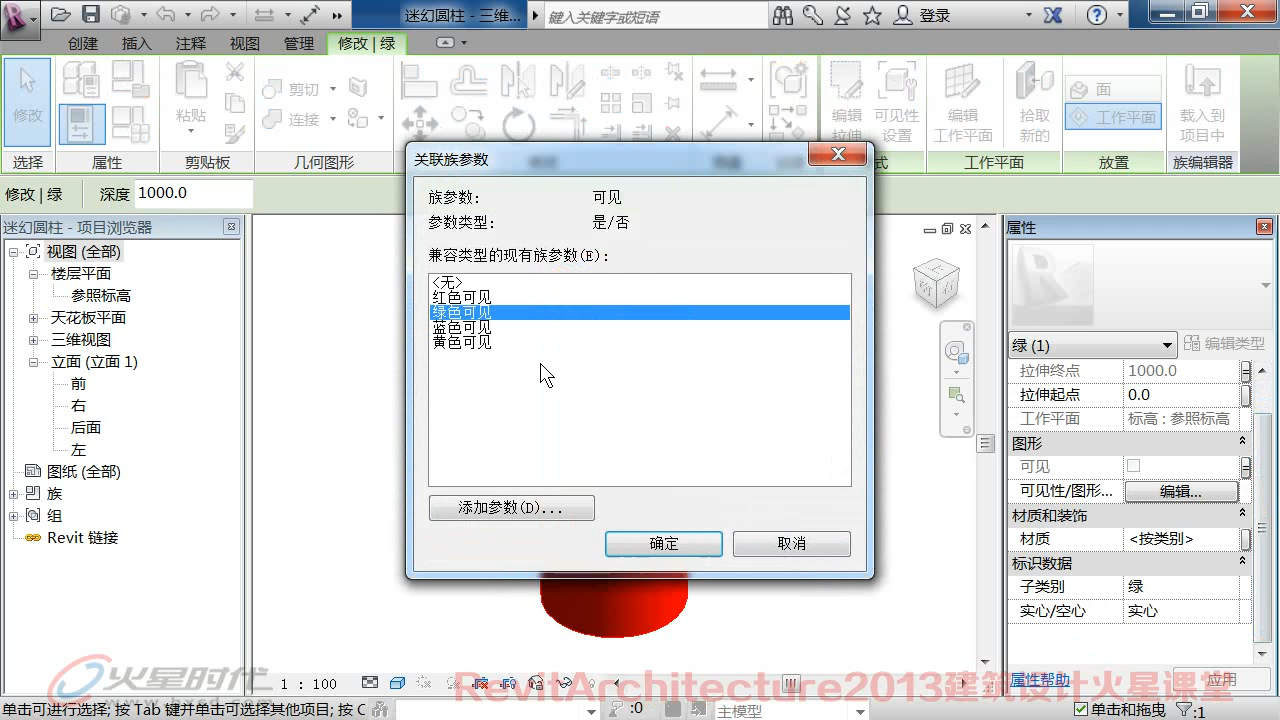 迷幻圆柱 - 三维...
键入关键字或短语
登录
创建 插入 注释 视图 管理 修改 | 绿
修改
粘贴
剪切
连接
编辑
拉伸
可见性
设置
编辑
工作平面
拾取
新的
面
工作平面
载入到
项目中
选择 属性 剪贴板 几何图形 式 工作平面 放置 族编辑器
修改 | 绿 深度 1000.0
迷幻圆柱 - 项目浏览器
视图 (全部)
楼层平面
参照标高
天花板平面
三维视图
立面 (立面 1)
前
右
后面
左
图纸 (全部)
族
组
Revit 链接
关联族参数
族参数: 可见
参数类型: 是/否
兼容类型的现有族参数(E):
<无>
红色可见
绿色可见
蓝色可见
黄色可见
添加参数(D)...
确定 取消
属性
绿 (1) 编辑类型
拉伸终点 1000.0
拉伸起点 0.0
工作平面 标高 : 参照标高
图形
可见
可见性/图形... 编辑...
材质和装饰
材质 <按类别>
标识数据
子类别 绿
实心/空心 实心
属性帮助 应用
1 : 100
火星时代
RevitArchitecture2013建筑设计火星课堂
单击可进行选择; 按 Tab 键并单击可选择其他项目; 按 C
:0
主模型
单击和拖拽
:1